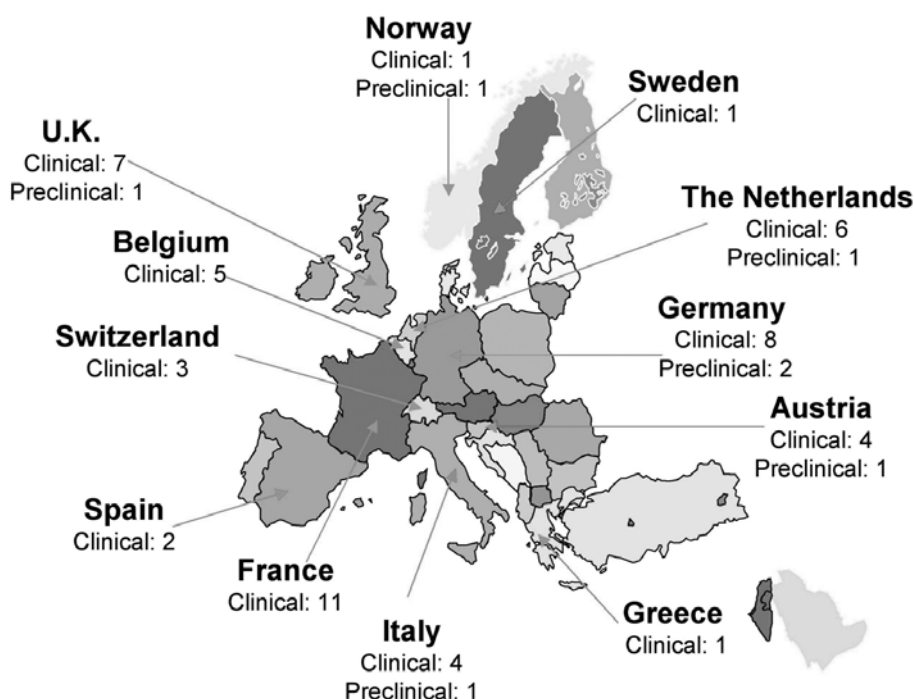 Norway
Clinical: 1
Preclinical: 1
Sweden
Clinical: 1
U.K.
Clinical: 7
Preclinical: 1
The Netherlands
Clinical: 6
Preclinical: 1
Belgium
Clinical: 5
Germany
Clinical: 8
Preclinical: 2
Switzerland
Clinical: 3
Austria
Clinical: 4
Preclinical: 1
Spain
Clinical: 2
France
Clinical: 11
Greece
Clinical: 1
Italy
Clinical: 4
Preclinical: 1